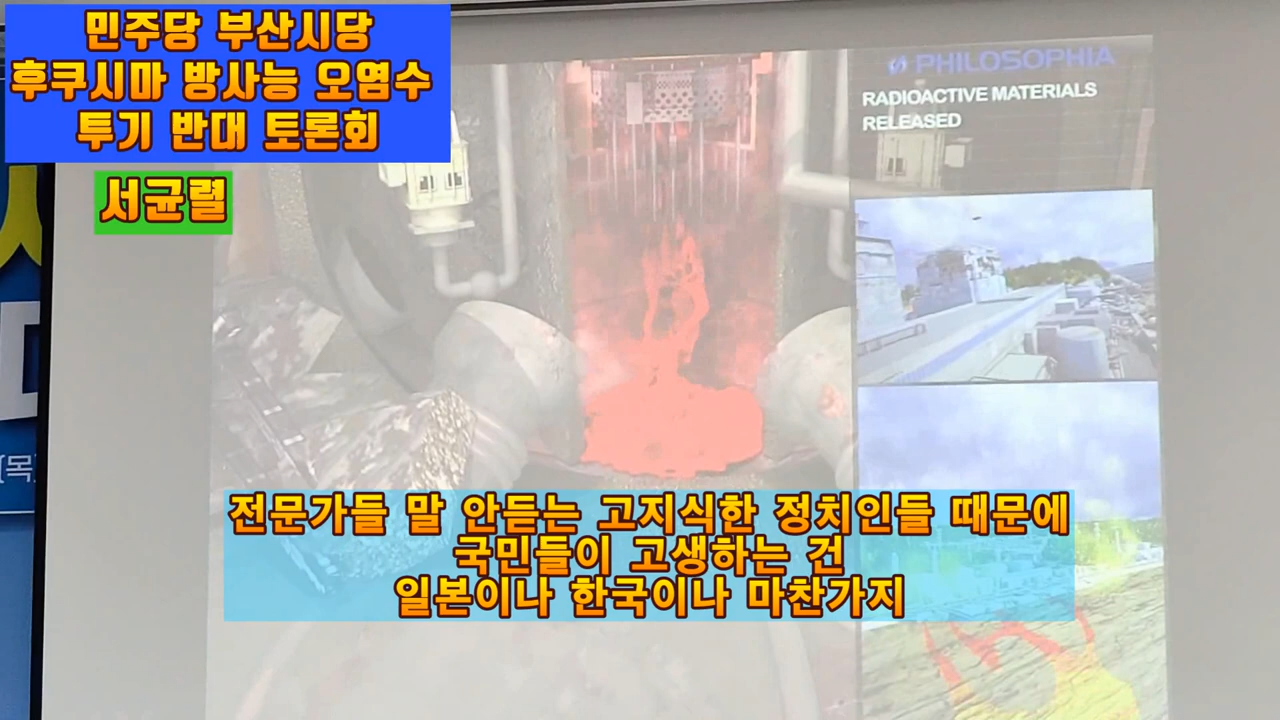 민주당 부산시당
후쿠시마 방사능 오염수
투기 반대 토론회
서균렬
PHILOSOPHIA
RADIOACTIVE MATERIALS
RELEASED
[목]
전문가들 말 안듣는 고지식한 정치인들 때문에
국민들이 고생하는 건
일본이나 한국이나 마찬가지